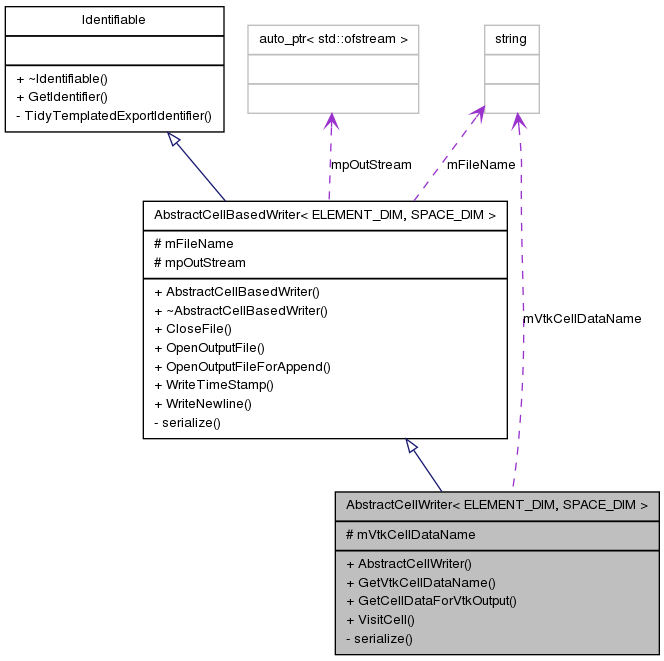 Identifiable
+ ~Identifiable()
+ GetIdentifier()
- TidyTemplatedExportIdentifier()
auto_ptr< std::ofstream >
string
mpOutStream
mFileName
AbstractCellBasedWriter< ELEMENT_DIM, SPACE_DIM >
# mFileName
# mpOutStream
+ AbstractCellBasedWriter()
+ ~AbstractCellBasedWriter()
+ CloseFile()
+ OpenOutputFile()
+ OpenOutputFileForAppend()
+ WriteTimeStamp()
+ WriteNewline()
- serialize()
mVtkCellDataName
AbstractCellWriter< ELEMENT_DIM, SPACE_DIM >
# mVtkCellDataName
+ AbstractCellWriter()
+ GetVtkCellDataName()
+ GetCellDataForVtkOutput()
+ VisitCell()
- serialize()